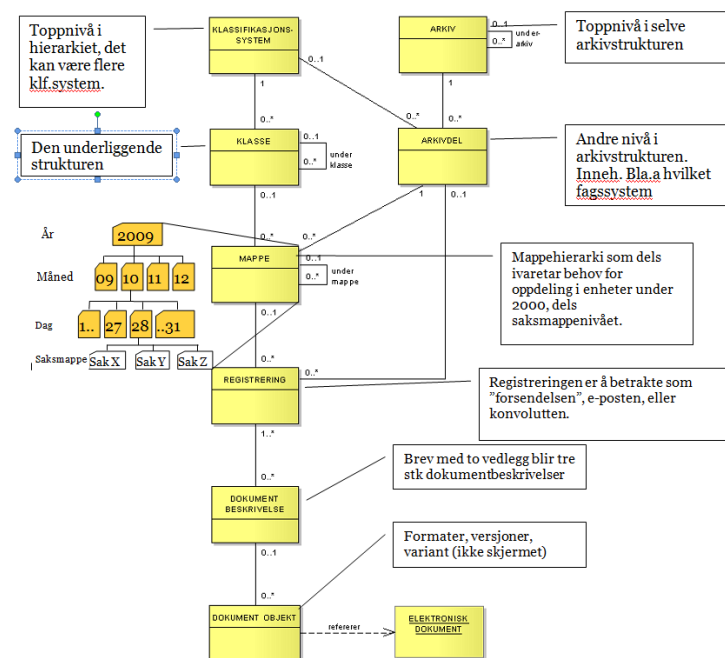 Toppnivå i
hierarkiet, det
kan være flere
klf.system.
KLASSIFIKASJONS-
SYSTEM
ARKIV
0..1
0..*
under-
arkiv
Toppnivå i selve
arkivstrukturen
0..1
1
1
0..*
0..*
0..*
Den underliggende
strukturen
KLASSE
0..1
0..*
under
klasse
ARKIVDEL
Andre nivå i
arkivstrukturen.
Inneh. Bla.a hvilket
fagssystem
0..1
1
0..1
År
2009
0..*
0..*
Måned
09
10
11
12
MAPPE
0..1
0..*
under
mappe
Mappehierarki som dels
ivaretar behov for
oppdeling i enheter under
2000, dels
saksmappenivået.
Dag
1..
27
28
..31
0..1
Saksmappe
Sak X
Sak Y
Sak Z
0..*
0..*
REGISTRERING
Registreringen er å betrakte som
”forsendelsen”, e-posten, eller
konvolutten.
1..*
0..*
Brev med to vedlegg blir tre
stk dokumentbeskrivelser
DOKUMENT
BESKRIVELSE
0..1
Formater, versjoner,
variant (ikke skjermet)
0..*
DOKUMENT OBJEKT
refererer
ELEKTRONISK
DOKUMENT